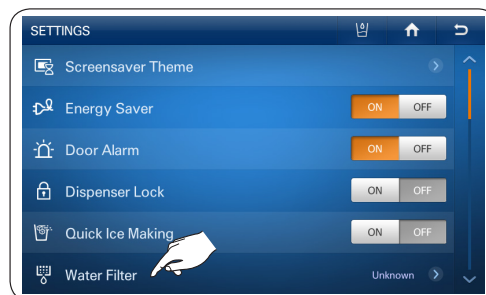 SETTINGS
Screensaver Theme
Energy Saver ON OFF
Door Alarm ON OFF
Dispenser Lock ON OFF
Quick Ice Making ON OFF
Water Filter Unknown